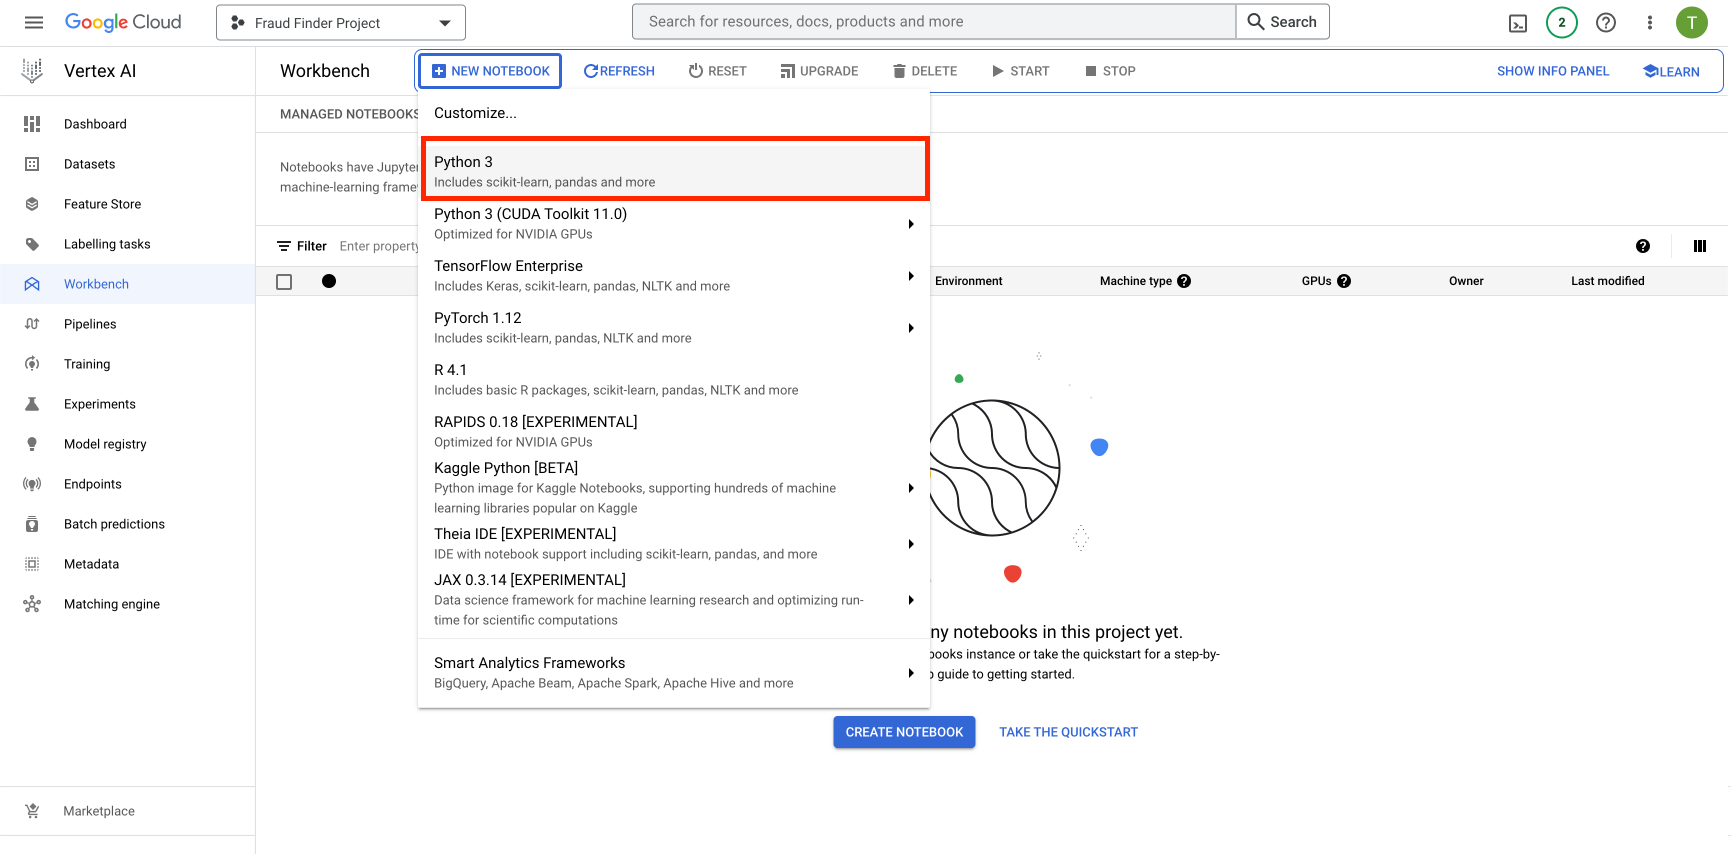 Google Cloud
Fraud Finder Project
Search for resources, docs, products and more
Search
2
T
Vertex AI
Workbench
NEW NOTEBOOK
REFRESH
RESET
UPGRADE
DELETE
START
STOP
SHOW INFO PANEL
LEARN
Dashboard
Datasets
Feature Store
Labelling tasks
Workbench
Pipelines
Training
Experiments
Model registry
Endpoints
Batch predictions
Metadata
Matching engine
Marketplace
MANAGED NOTEBOOKS
Notebooks have Jupyter
machine-learning
Filter
Enter property
Customize...
Python 3
Includes scikit-learn, pandas and more
Python 3 (CUDA Toolkit 11.0)
Optimized for NVIDIA GPUs
TensorFlow Enterprise
Includes Keras, scikit-learn, pandas, NLTK and more
PyTorch 1.12
Includes scikit-learn, pandas, NLTK and more
R 4.1
Includes basic R packages, scikit-learn, pandas, NLTK and more
RAPIDS 0.18 [EXPERIMENTAL]
Optimized for NVIDIA GPUs
Kaggle Python [BETA]
Python image for Kaggle Notebooks, supporting hundreds of machine
learning libraries popular on Kaggle
Theia IDE [EXPERIMENTAL]
IDE with notebook support including scikit-learn, pandas, and more
JAX 0.3.14 [EXPERIMENTAL]
Data science framework for machine learning research and optimizing run-
time for scientific computations
Smart Analytics Frameworks
BigQuery, Apache Beam, Apache Spark, Apache Hive and more
Environment
Machine type
GPUs
Owner
Last modified
ny notebooks in this project yet.
books instance or take the quickstart for a step-by-
guide to getting started.
CREATE NOTEBOOK
TAKE THE QUICKSTART